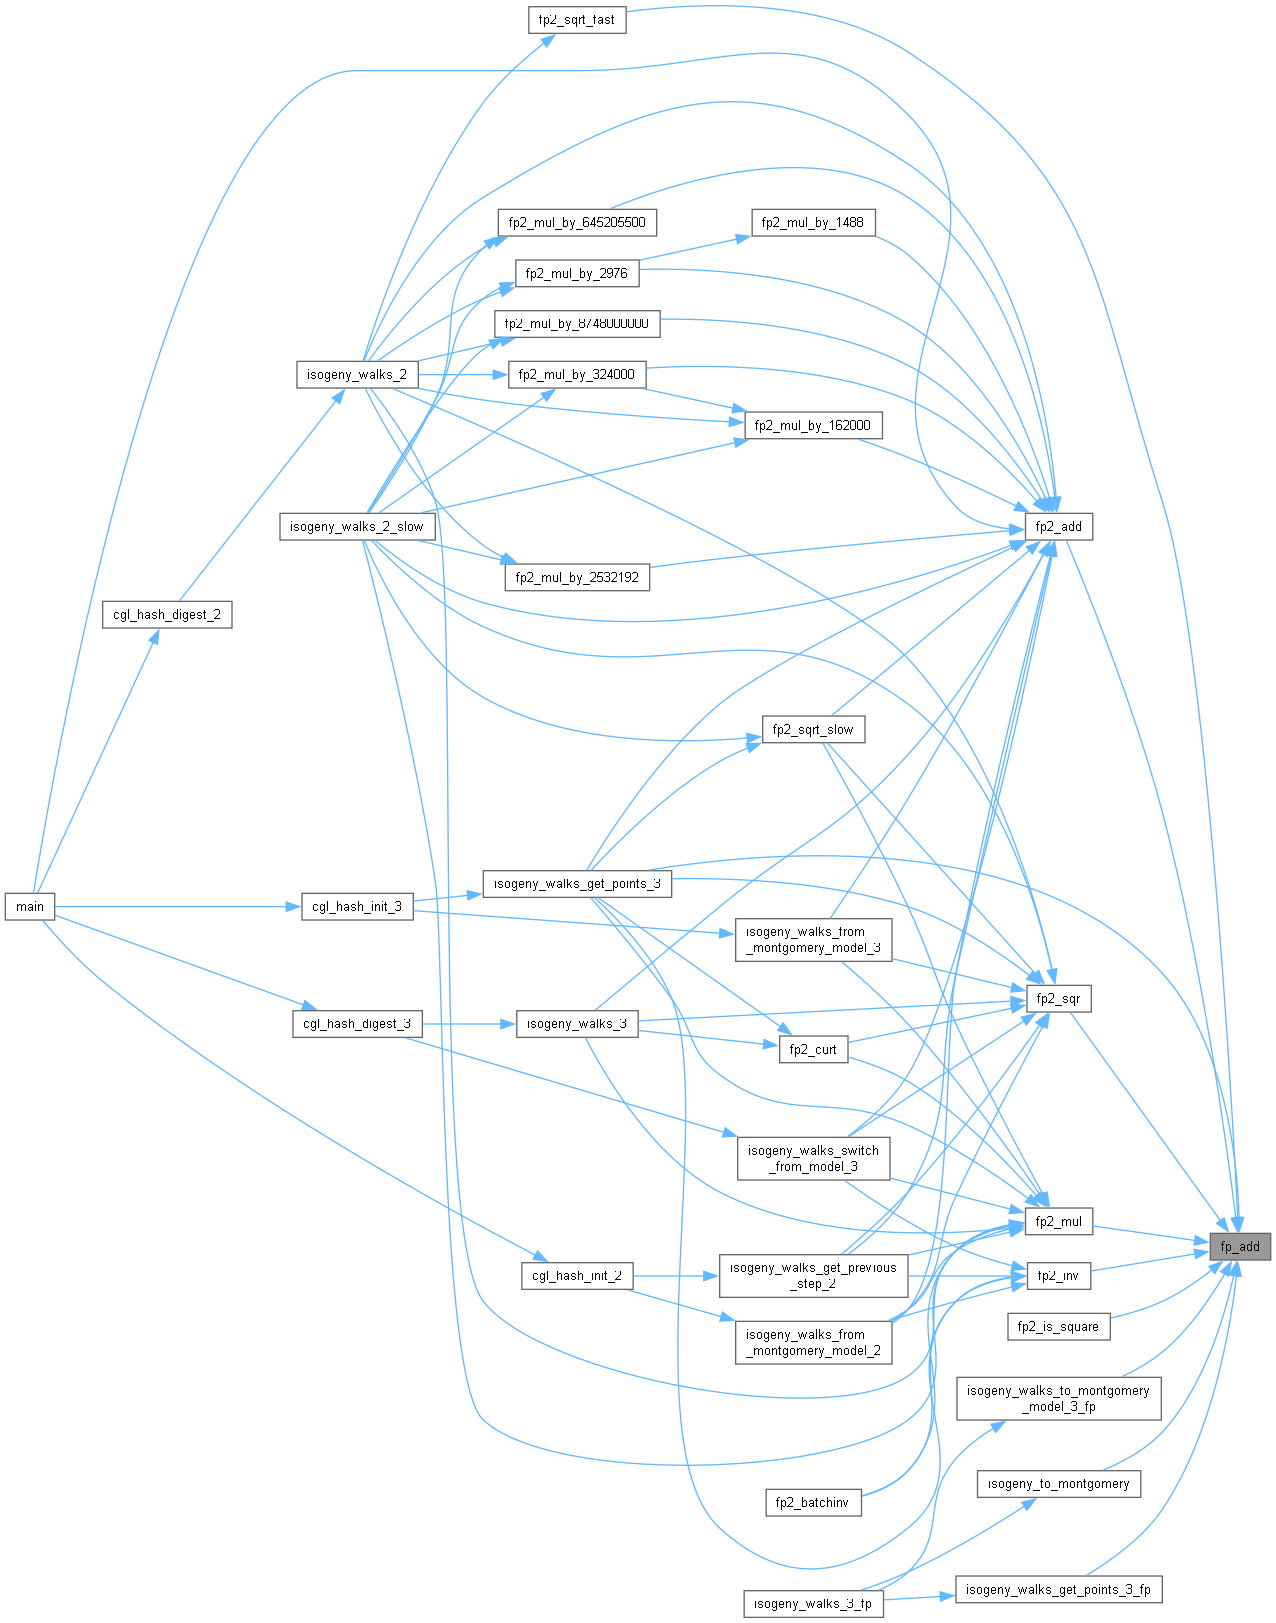 fp2_sqrt_fast
fp2_mul_by_645205500
fp2_mul_by_1488
fp2_mul_by_2976
fp2_mul_by_8748000000
isogeny_walks_2
fp2_mul_by_324000
fp2_mul_by_162000
isogeny_walks_2_slow
fp2_add
fp2_mul_by_2532192
cgl_hash_digest_2
fp2_sqrt_slow
isogeny_walks_get_points_3
main
cgl_hash_init_3
isogeny_walks_from
_montgomery_model_3
fp2_sqr
cgl_hash_digest_3
isogeny_walks_3
fp2_curt
isogeny_walks_switch
_from_model_3
fp2_mul
fp_add
isogeny_walks_get_previous
_step_2
cgl_hash_init_2
fp2_inv
fp2_is_square
isogeny_walks_from
_montgomery_model_2
isogeny_walks_to_montgomery
_model_3_fp
isogeny_to_montgomery
fp2_batchinv
isogeny_walks_get_points_3_fp
isogeny_walks_3_fp